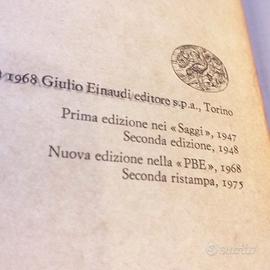 1968 Giulio Einaudi editore s.p.a., Torino
Prima edizione nei «Saggi», 1947
Seconda edizione, 1948
Nuova edizione nella «PBE», 1968
Seconda ristampa, 1975
subito